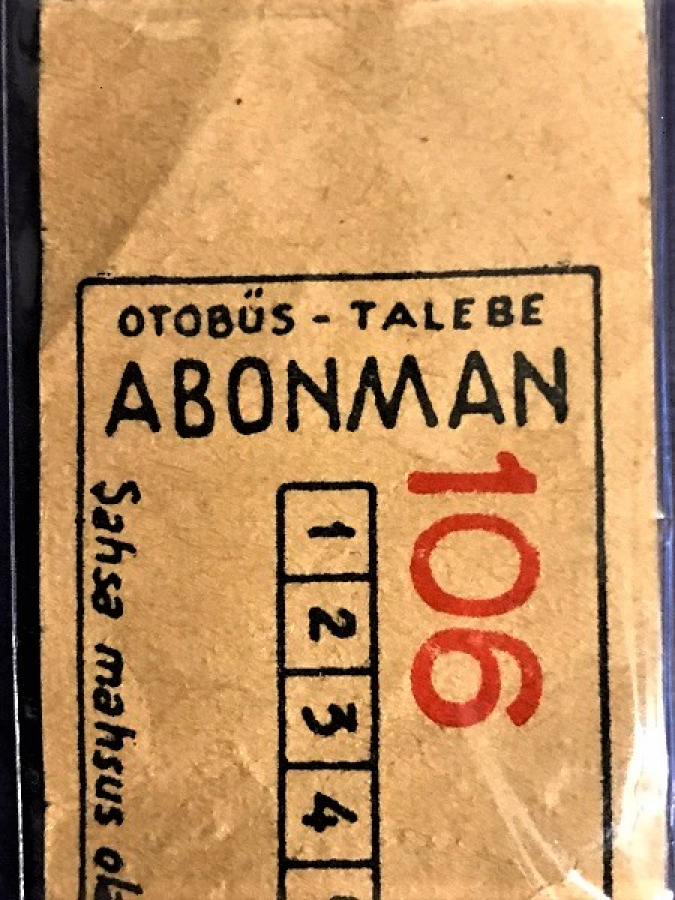 OTOBÜS - TALEBE
ABONMAN
106
1 2 3 4
Şahsa mahsus